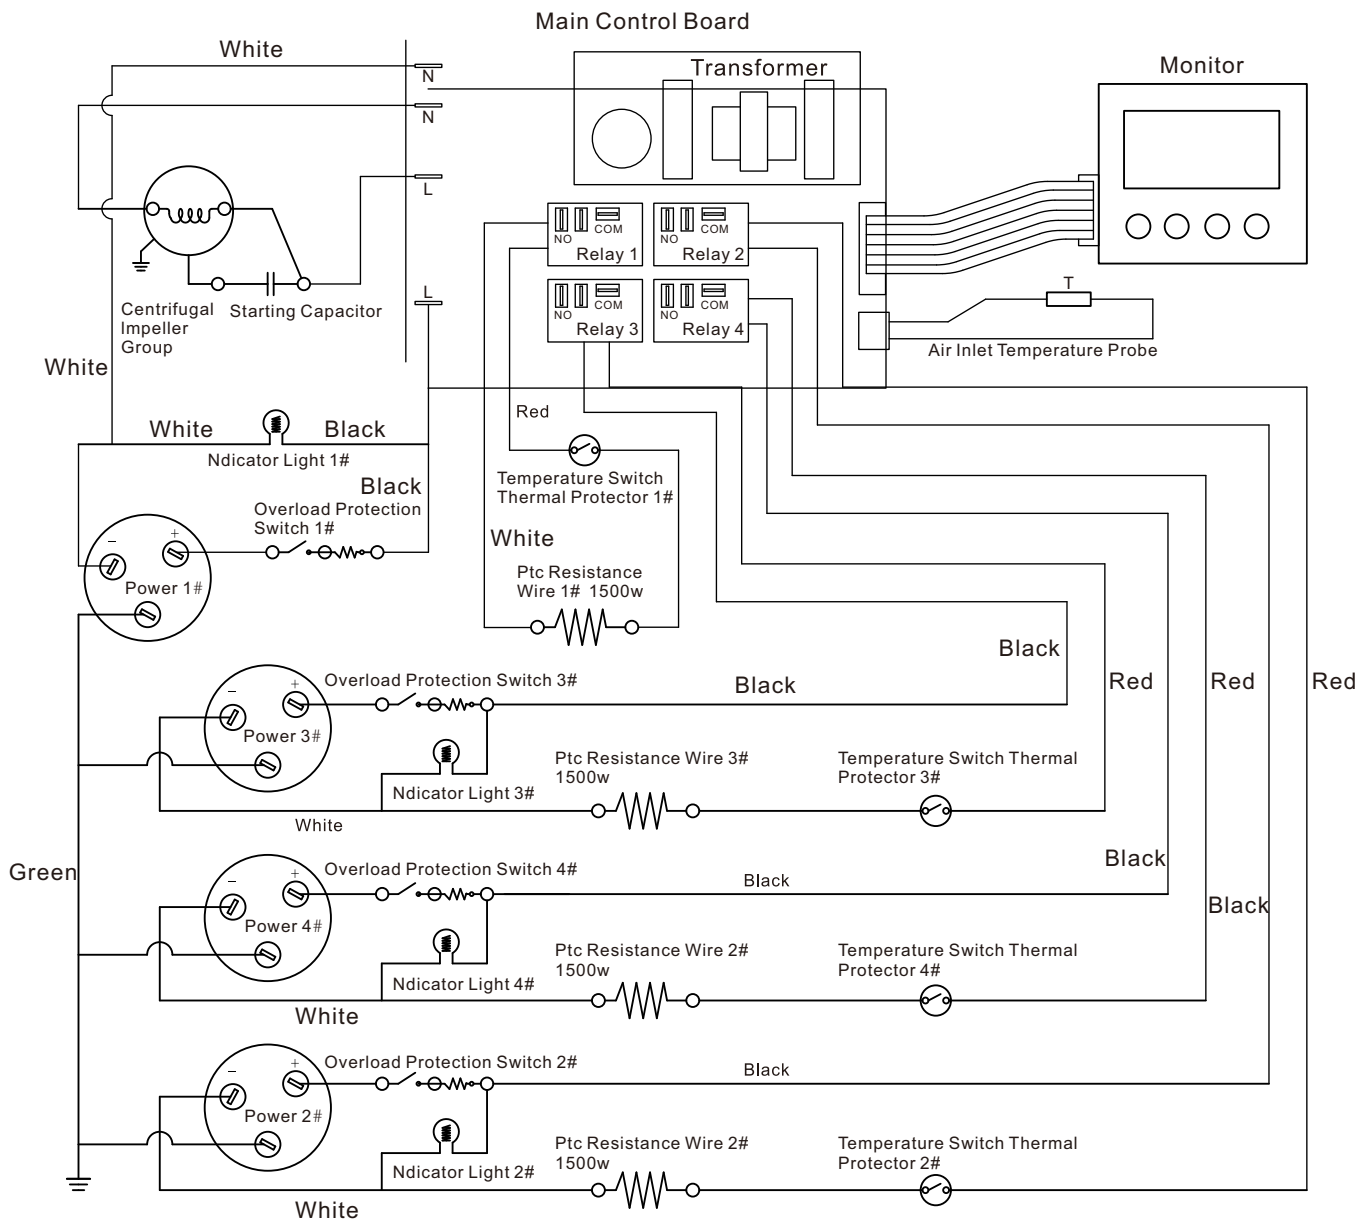 Main Control Board
White
N
Transformer
Monitor
N
L
NO
COM
Relay 1
NO
COM
Relay 2
T
L
NO
COM
Relay 3
NO
COM
Relay 4
Centrifugal
Impeller
Group
Starting Capacitor
Air Inlet Temperature Probe
White
White
Black
Red
Ndicator Light 1#
Black
Temperature Switch
Thermal Protector 1#
Overload Protection
Switch 1#
White
− +
Power 1#
Ptc Resistance
Wire 1# 1500w
Black
Overload Protection Switch 3#
Black
Red
Red
Red
− +
Power 3#
Ptc Resistance Wire 3#
1500w
Temperature Switch Thermal
Protector 3#
Ndicator Light 3#
White
Green
Overload Protection Switch 4#
Black
Black
Black
− +
Power 4#
Ptc Resistance Wire 2#
1500w
Temperature Switch Thermal
Protector 4#
Ndicator Light 4#
White
Overload Protection Switch 2#
Black
− +
Power 2#
Ptc Resistance Wire 2#
1500w
Temperature Switch Thermal
Protector 2#
Ndicator Light 2#
White